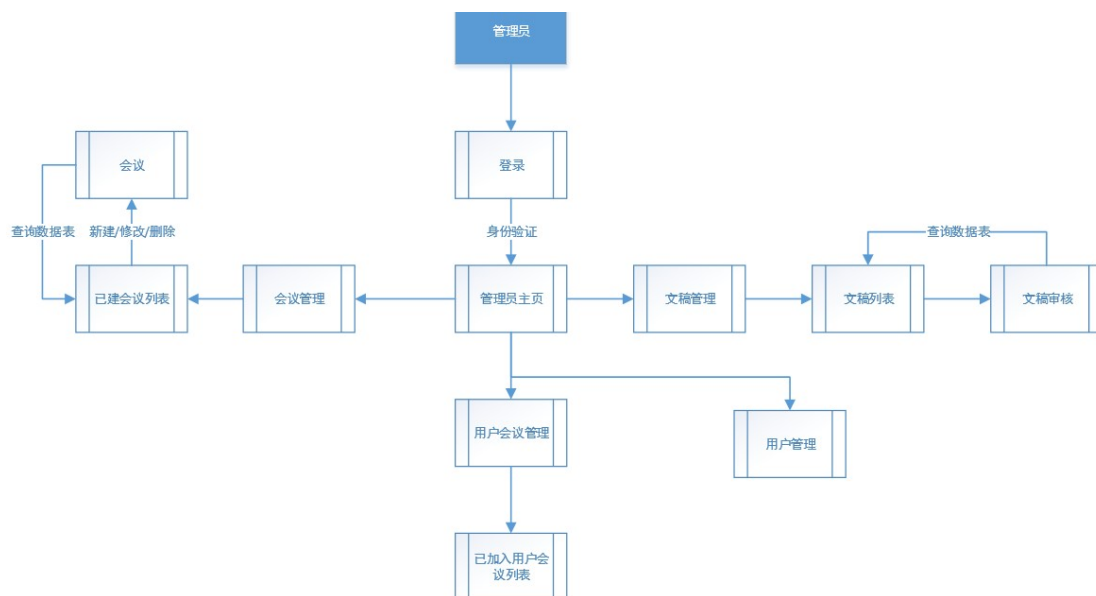 管理员
会议
登录
查询数据表
新建/修改/删除
身份验证
查询数据表
已建会议列表
会议管理
管理员主页
文稿管理
文稿列表
文稿审核
用户会议管理
用户管理
已加入用户会
议列表